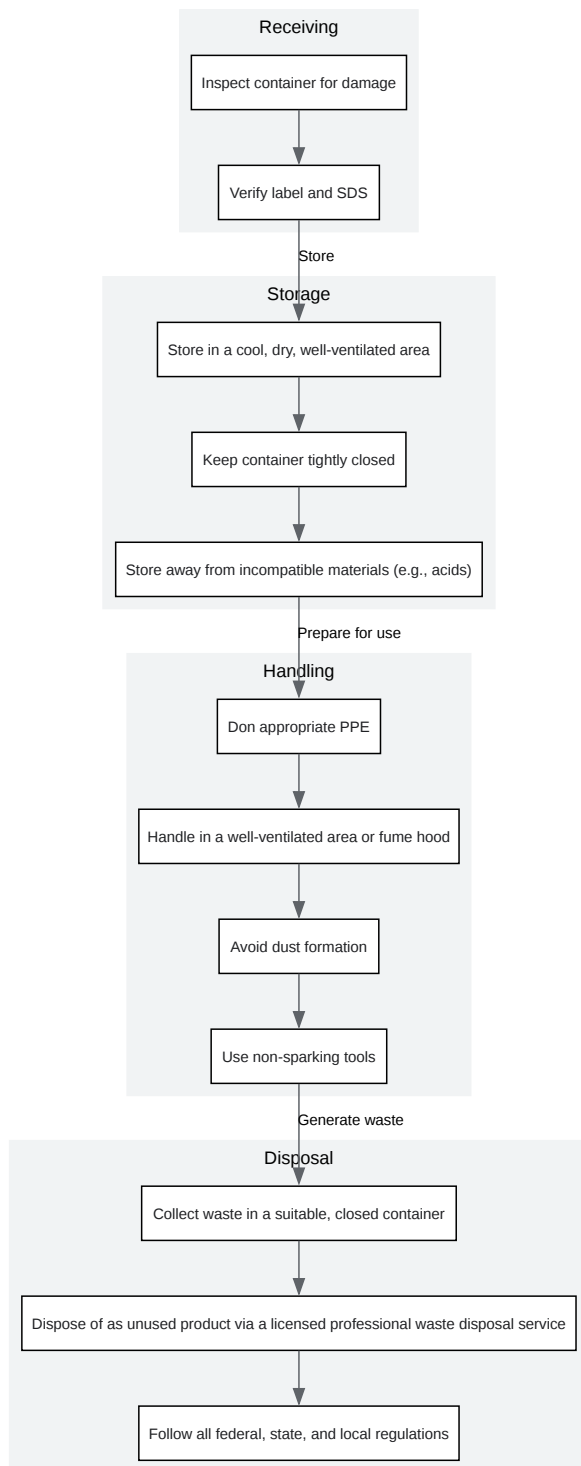 Receiving
Inspect container for damage
Verify label and SDS
Store
Storage
Store in a cool, dry, well-ventilated area
Keep container tightly closed
Store away from incompatible materials (e.g., acids)
Prepare for use
Handling
Don appropriate PPE
Handle in a well-ventilated area or fume hood
Avoid dust formation
Use non-sparking tools
Generate waste
Disposal
Collect waste in a suitable, closed container
Dispose of as unused product via a licensed professional waste disposal service
Follow all federal, state, and local regulations